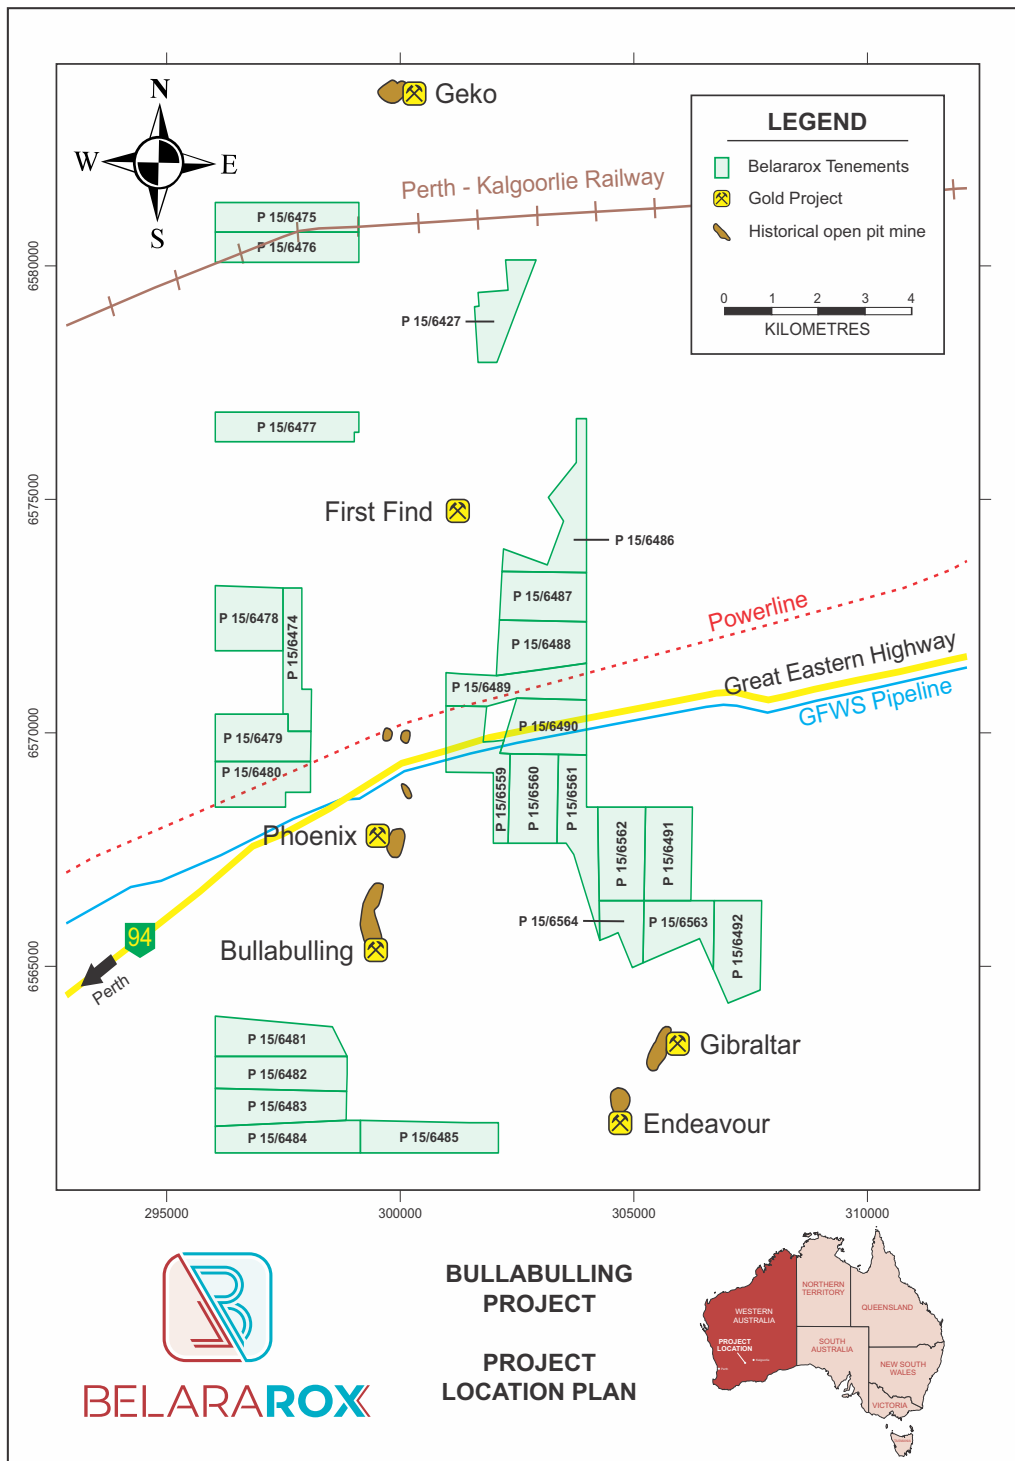 Geko
N
W
E
S
LEGEND
Belararox Tenements
Gold Project
Historical open pit mine
0 1 2 3 4
KILOMETRES
Perth - Kalgoorlie Railway
P 15/6475
P 15/6476
6580000
P 15/6427
P 15/6477
6575000
First Find
P 15/6486
P 15/6487
P 15/6478
P 15/6474
P 15/6488
Powerline
Great Eastern Highway
GFWS Pipeline
P 15/6489
P 15/6490
6570000
P 15/6479
P 15/6480
P 15/6559
P 15/6560
P 15/6561
Phoenix
P 15/6562
P 15/6491
P 15/6564
P 15/6563
P 15/6492
94
Perth
Bullabulling
6565000
P 15/6481
P 15/6482
P 15/6483
P 15/6484
P 15/6485
Gibraltar
Endeavour
295000
300000
305000
310000
BELARAROX
BULLABULLING
PROJECT
PROJECT
LOCATION PLAN
WESTERN
AUSTRALIA
PROJECT
LOCATION
NORTHERN
TERRITORY
QUEENSLAND
SOUTH
AUSTRALIA
NEW SOUTH
WALES
VICTORIA